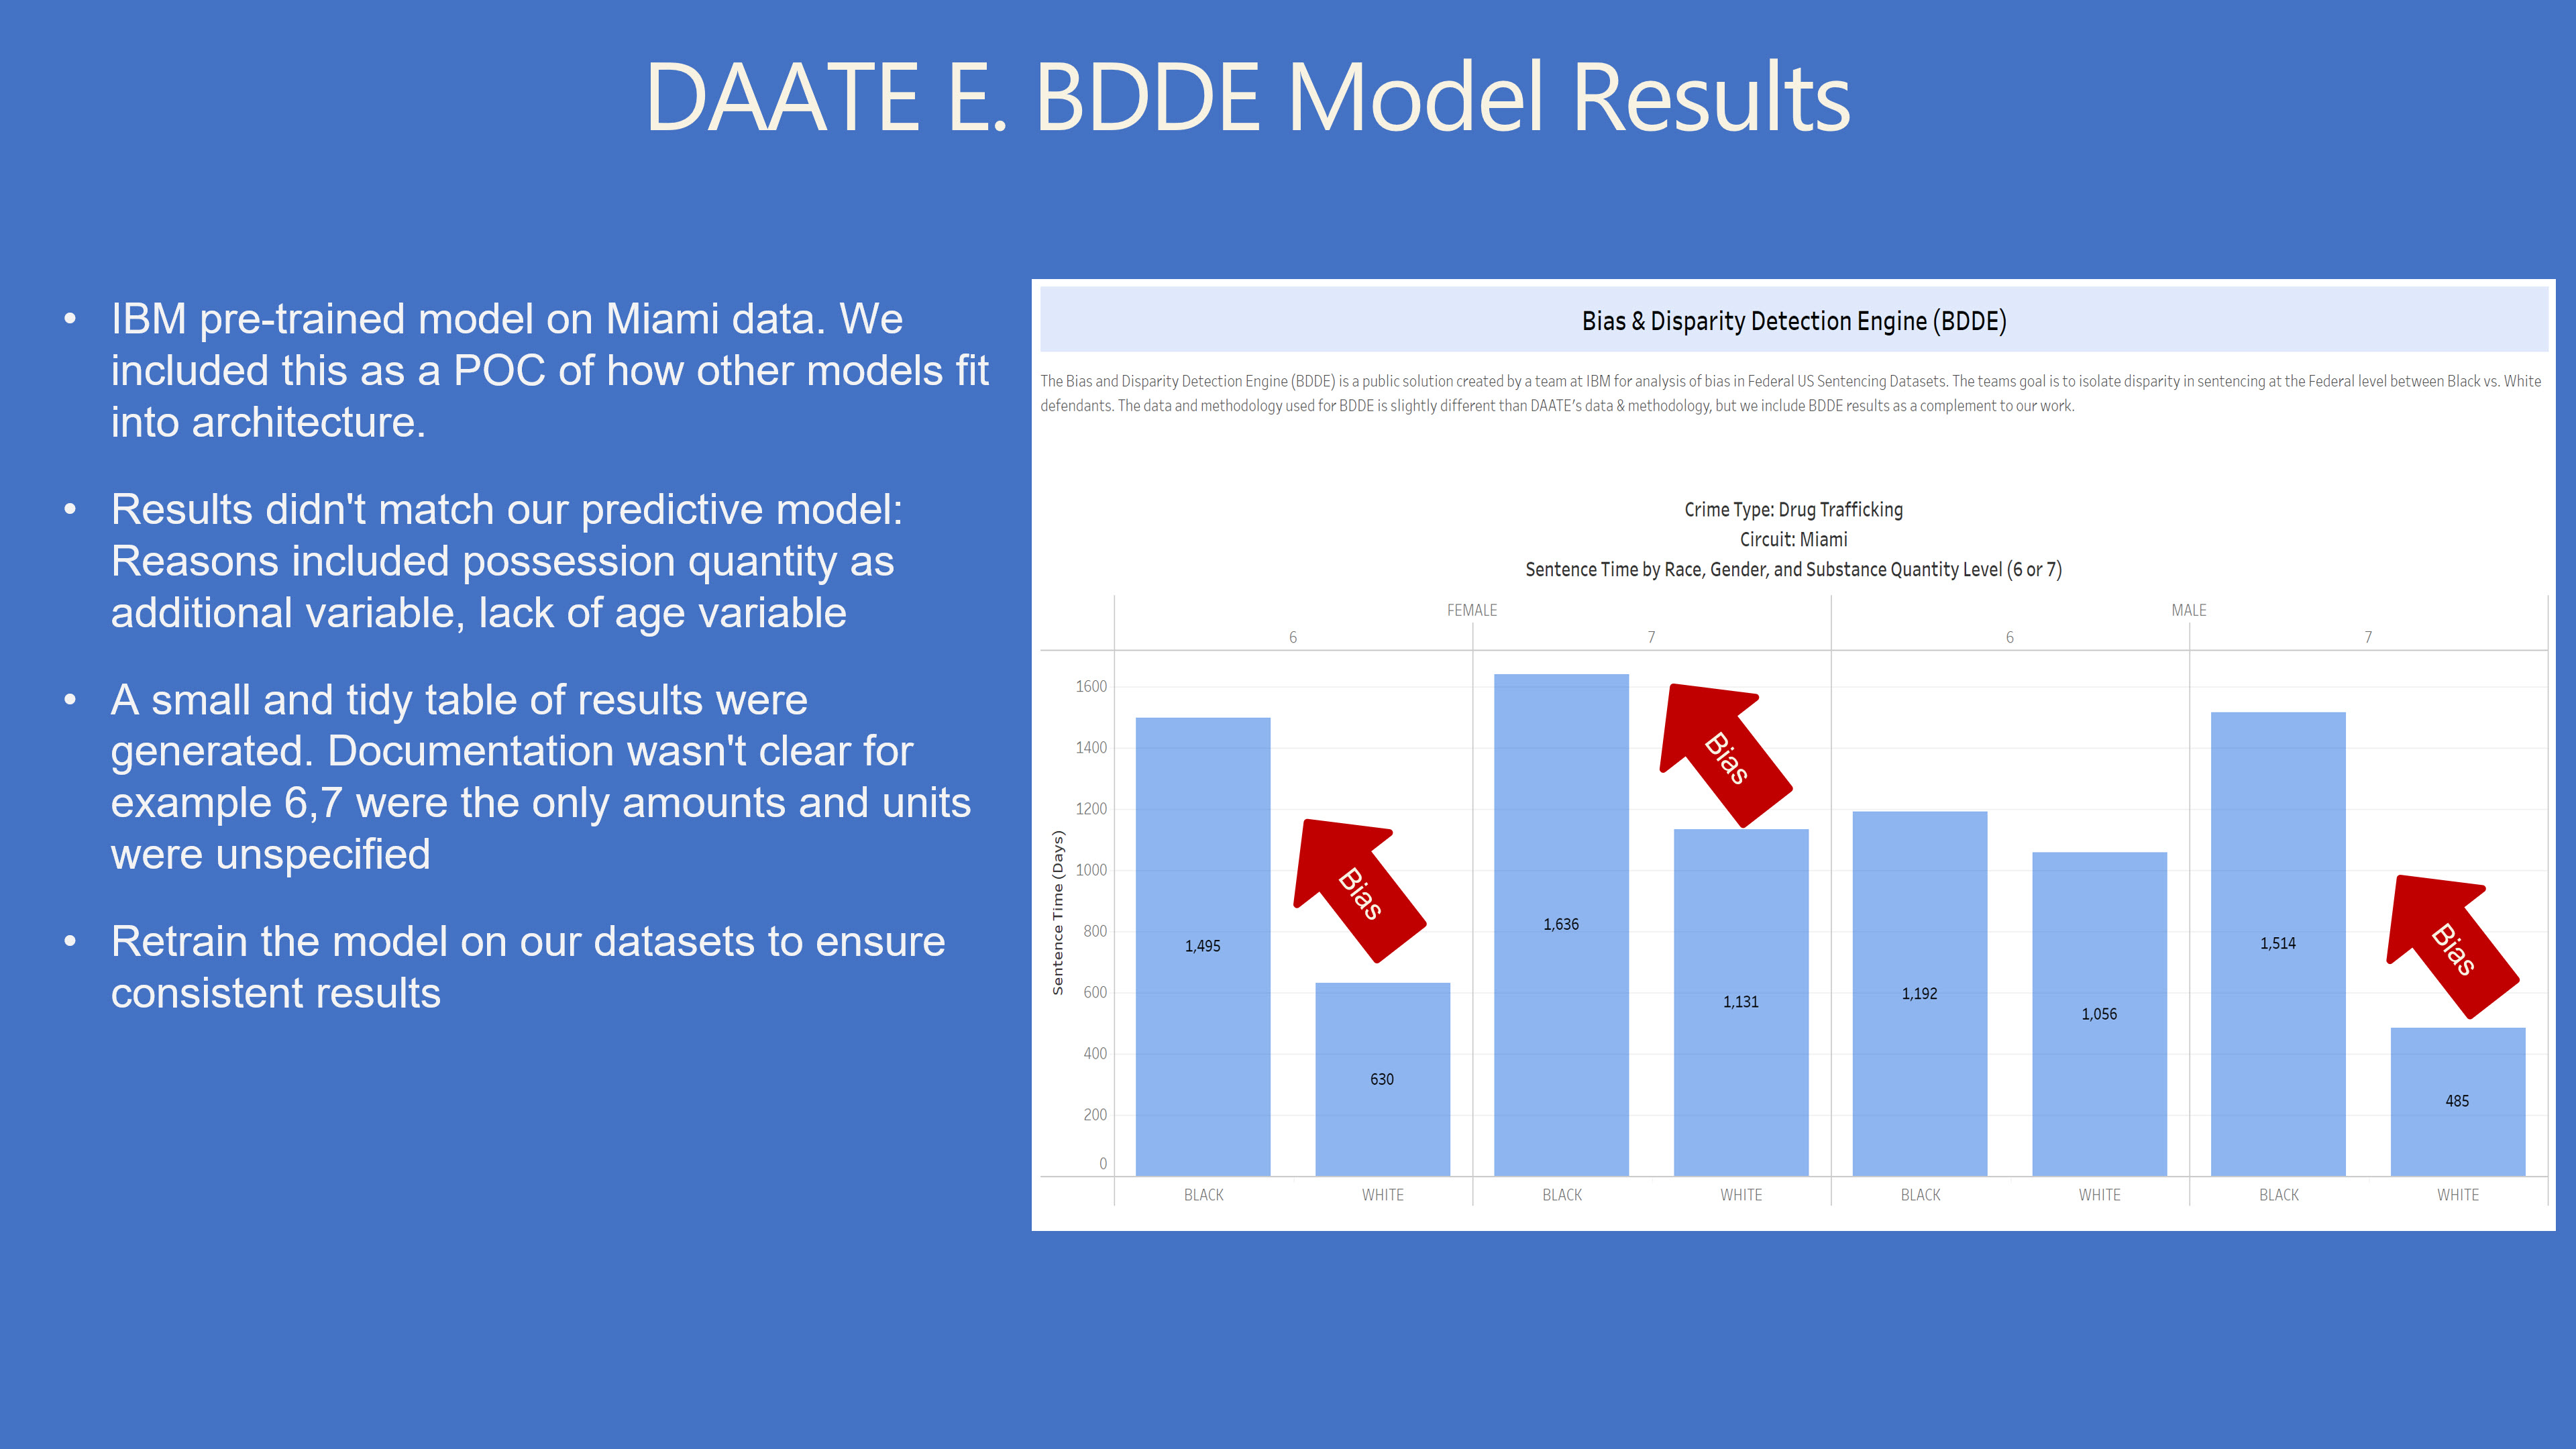 DAATE E. BDDE Model Results
• IBM pre-trained model on Miami data. We
included this as a POC of how other models fit
into architecture.
• Results didn't match our predictive model:
Reasons included possession quantity as
additional variable, lack of age variable
• A small and tidy table of results were
generated. Documentation wasn't clear for
example 6,7 were the only amounts and units
were unspecified
• Retrain the model on our datasets to ensure
consistent results
Bias & Disparity Detection Engine (BDDE)
The Bias and Disparity Detection Engine (BDDE) is a public solution created by a team at IBM for analysis of bias in Federal US Sentencing Datasets. The teams goal is to isolate disparity in sentencing at the Federal level between Black vs. White
defendants. The data and methodology used for BDDE is slightly different than DAATE's data & methodology, but we include BDDE results as a complement to our work.
Crime Type: Drug Trafficking
Circuit: Miami
Sentence Time by Race, Gender, and Substance Quantity Level (6 or 7)
FEMALE MALE
6 7 6 7
Sentence Time (Days)
1600
1400
1200
1000
800
600
400
200
0
1,495
630
1,636
1,131
1,192
1,056
1,514
485
Bias
Bias
Bias
BLACK WHITE BLACK WHITE BLACK WHITE BLACK WHITE